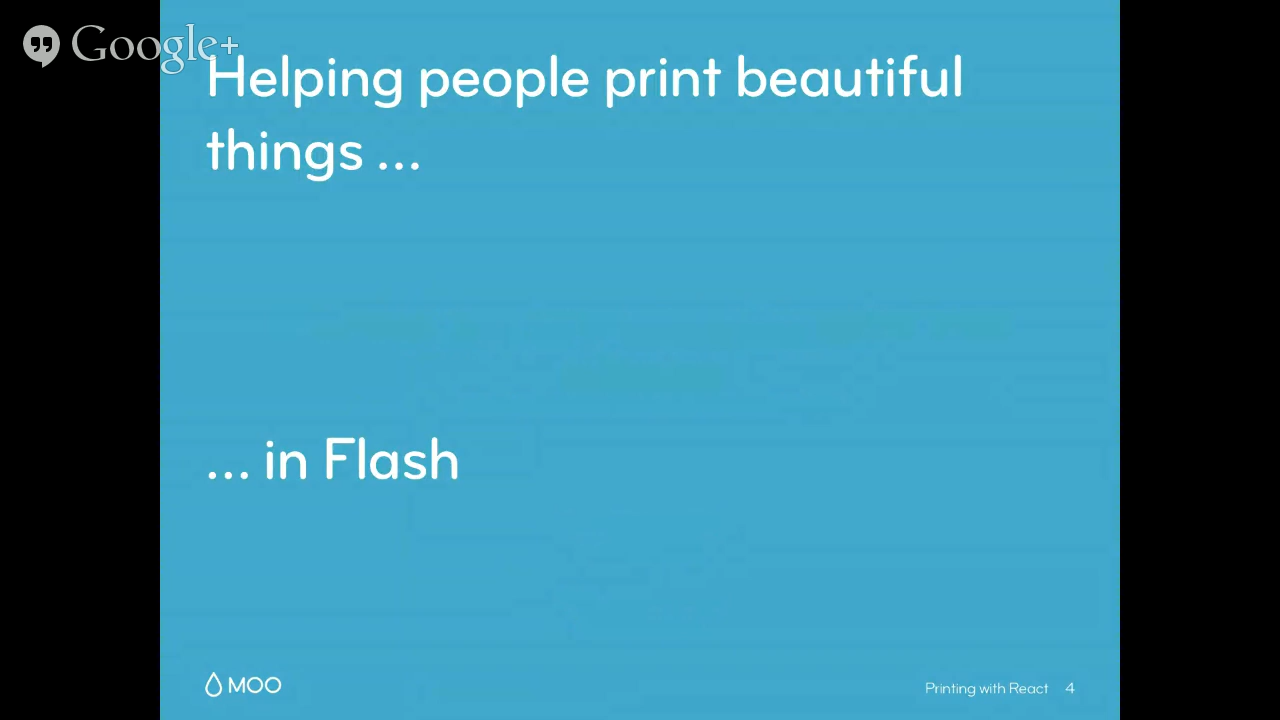 Google+
Helping people print beautiful
things ...
... in Flash
MOO
Printing with React 4